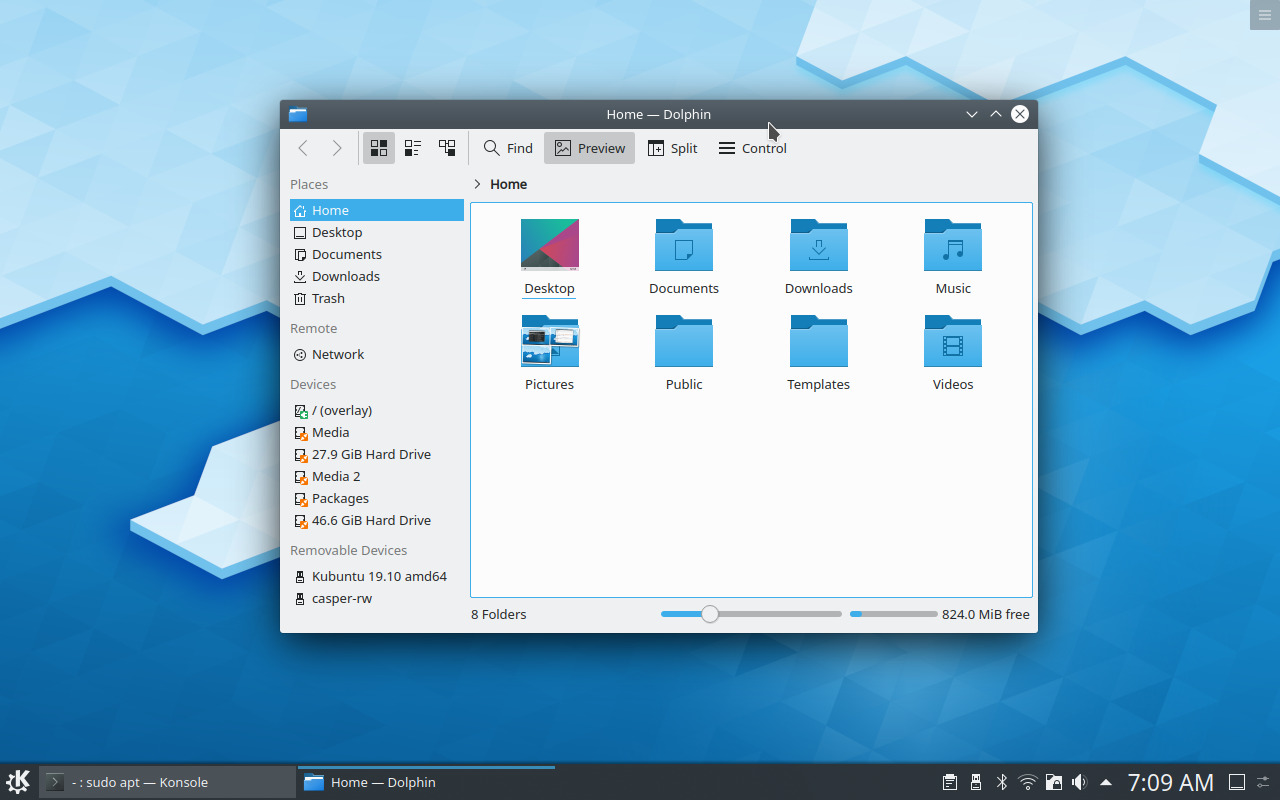 Home — Dolphin
Find Preview Split Control
Places
Home
Desktop
Documents
Downloads
Trash
Remote
Network
Devices
/ (overlay)
Media
27.9 GiB Hard Drive
Media 2
Packages
46.6 GiB Hard Drive
Removable Devices
Kubuntu 19.10 amd64
casper-rw
Home
Desktop Documents Downloads Music
Pictures Public Templates Videos
8 Folders 824.0 MiB free
- : sudo apt — Konsole Home — Dolphin 7:09 AM